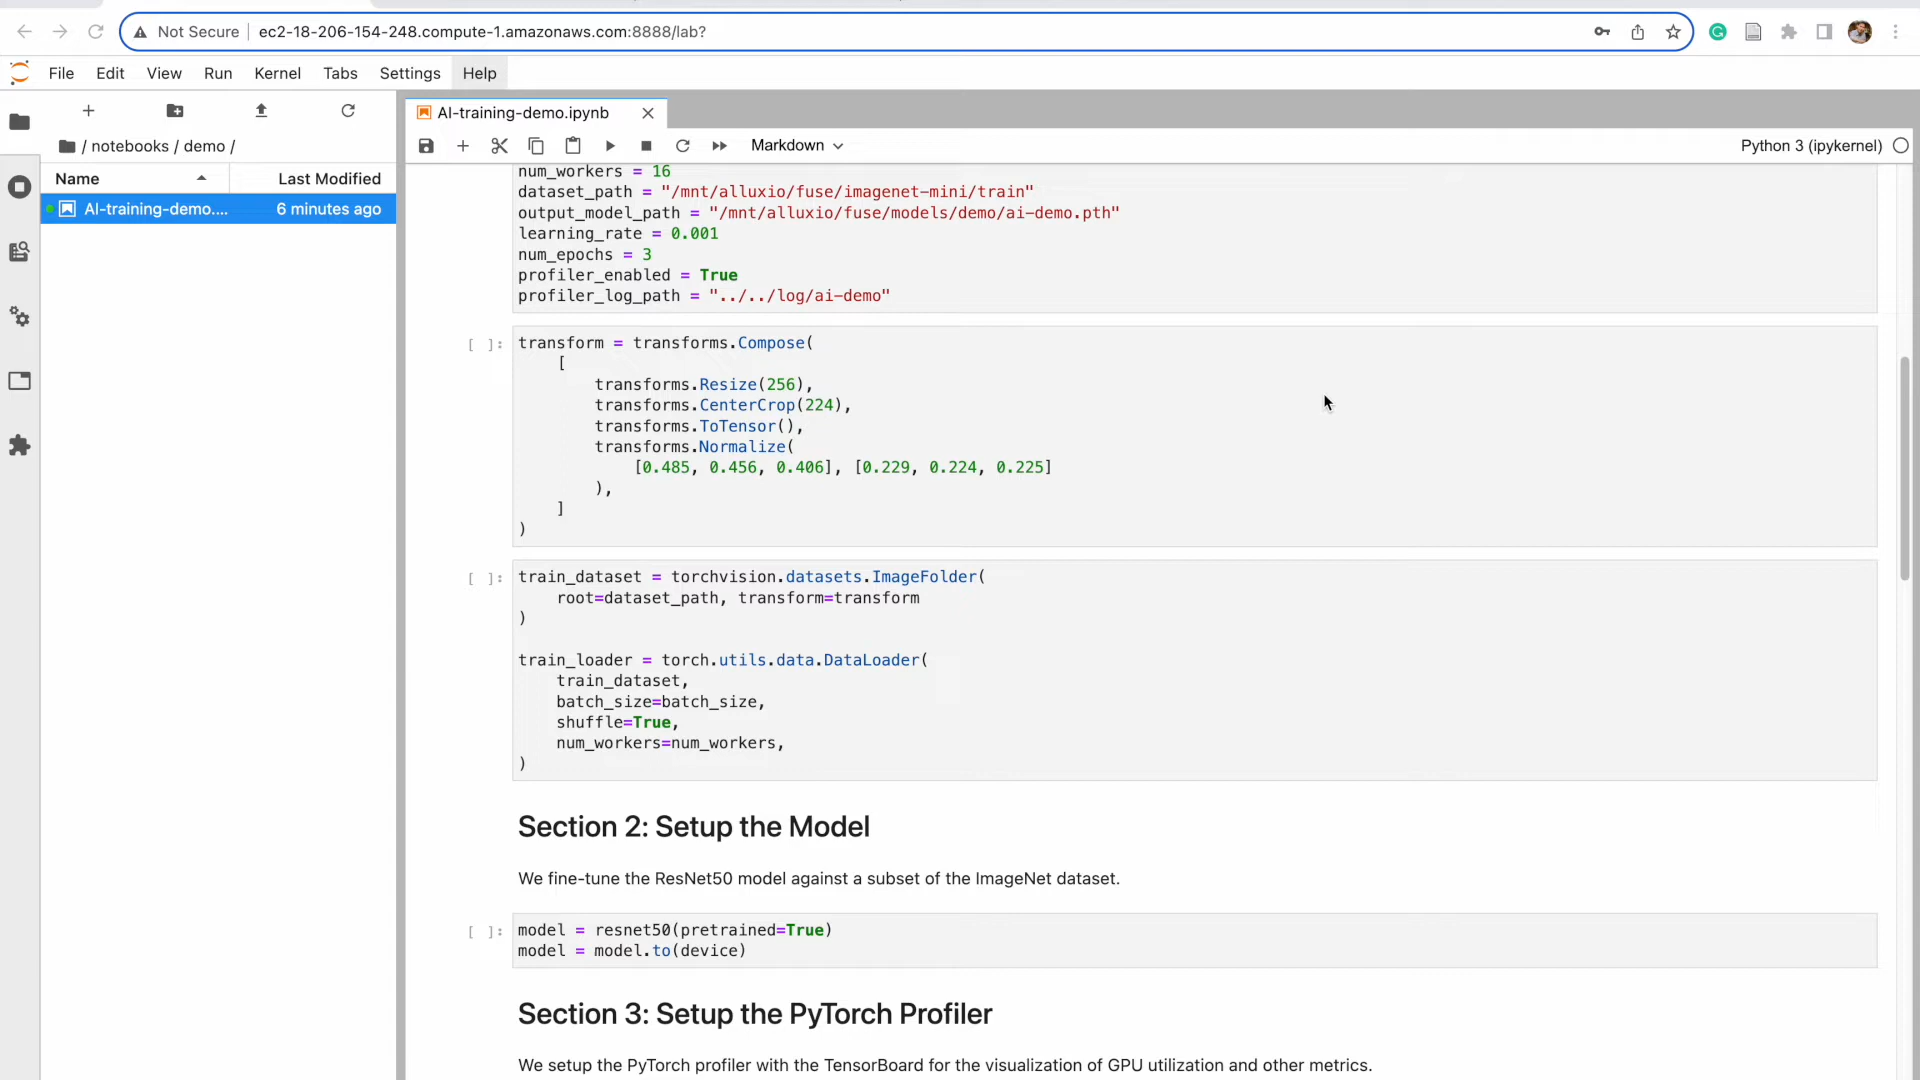 Not Secure
ec2-18-206-154-248.compute-1.amazonaws.com:8888/lab?
File Edit View Run Kernel Tabs Settings Help
/ notebooks / demo /
Name Last Modified
AI-training-demo.... 6 minutes ago
AI-training-demo.ipynb
Markdown
Python 3 (ipykernel)
num_workers = 16
dataset_path = "/mnt/alluxio/fuse/imagenet-mini/train"
output_model_path = "/mnt/alluxio/fuse/models/demo/ai-demo.pth"
learning_rate = 0.001
num_epochs = 3
profiler_enabled = True
profiler_log_path = "../../log/ai-demo"
[ ]: transform = transforms.Compose(
[
transforms.Resize(256),
transforms.CenterCrop(224),
transforms.ToTensor(),
transforms.Normalize(
[0.485, 0.456, 0.406], [0.229, 0.224, 0.225]
),
]
)
[ ]: train_dataset = torchvision.datasets.ImageFolder(
root=dataset_path, transform=transform
)
train_loader = torch.utils.data.DataLoader(
train_dataset,
batch_size=batch_size,
shuffle=True,
num_workers=num_workers,
)
Section 2: Setup the Model
We fine-tune the ResNet50 model against a subset of the ImageNet dataset.
[ ]: model = resnet50(pretrained=True)
model = model.to(device)
Section 3: Setup the PyTorch Profiler
We setup the PyTorch profiler with the TensorBoard for the visualization of GPU utilization and other metrics.